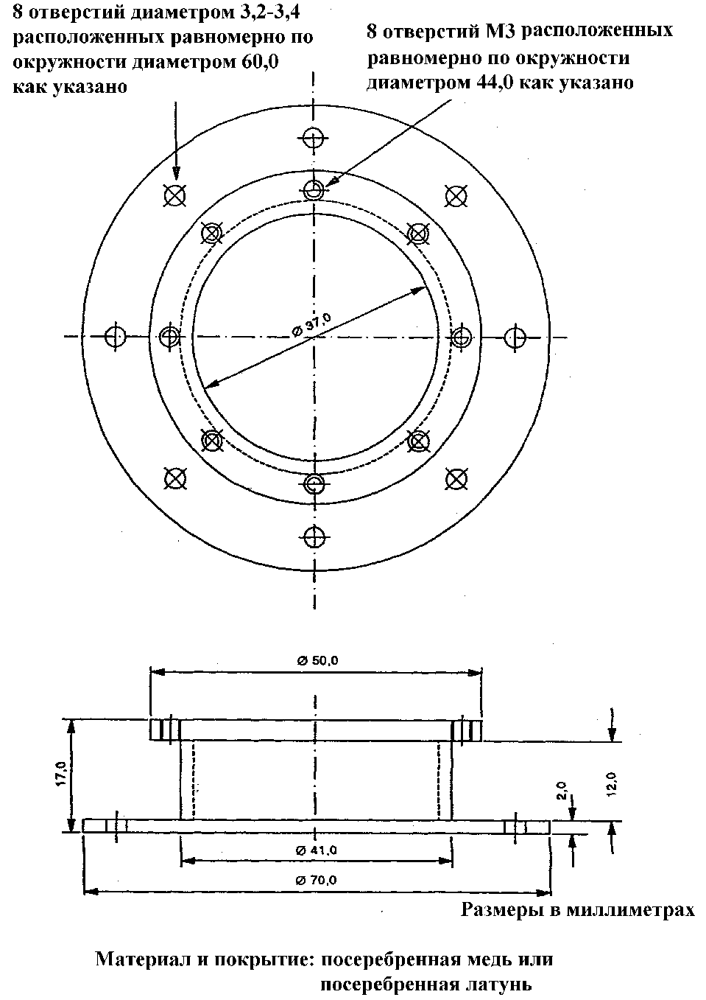 8 отверстий диаметром 3,2-3,4
расположенных равномерно по
окружности диаметром 60,0
как указано
8 отверстий М3 расположенных
равномерно по окружности
диаметром 44,0 как указано
Ø 37,0
Ø 50,0
17,0
2,0
12,0
Ø 41,0
Ø 70,0
Размеры в миллиметрах
Материал и покрытие: посеребренная медь или
посеребренная латунь